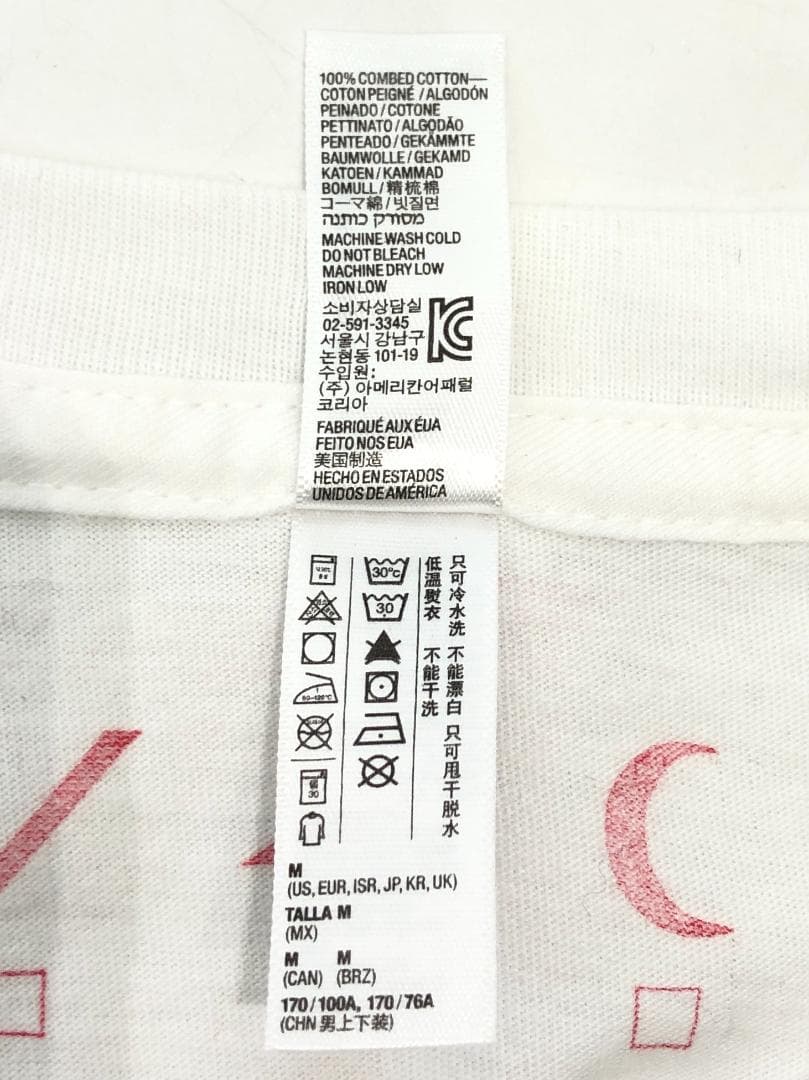 100% COMBED COTTON—
COTON PEIGNÉ / ALGODÓN
PEINADO / COTONE
PETTINATO / ALGODÃO
PENTEADO / GEKÄMMTE
BAUMWOLLE / GEKAMD
KATOEN / KAMMAD
BOMULL / 精梳棉
コーマ綿 / 빗질면
מסורק כותנה
MACHINE WASH COLD
DO NOT BLEACH
MACHINE DRY LOW
IRON LOW
소비자상담실
02-591-3345
서울시 강남구
논현동 101-19
수입원:
(주) 아메리칸어패럴
코리아
FABRIQUÉ AUX ÉUA
FEITO NOS EUA
美国制造
HECHO EN ESTADOS
UNIDOS DE AMÉRICA
30°C
30
30
只可冷水洗 不能漂白 只可甩干脱水
低溫熨衣 不能干洗
M
(US, EUR, ISR, JP, KR, UK)
TALLA M
(MX)
M M
(CAN) (BRZ)
170/100A, 170/76A
(CHN 男上下装)